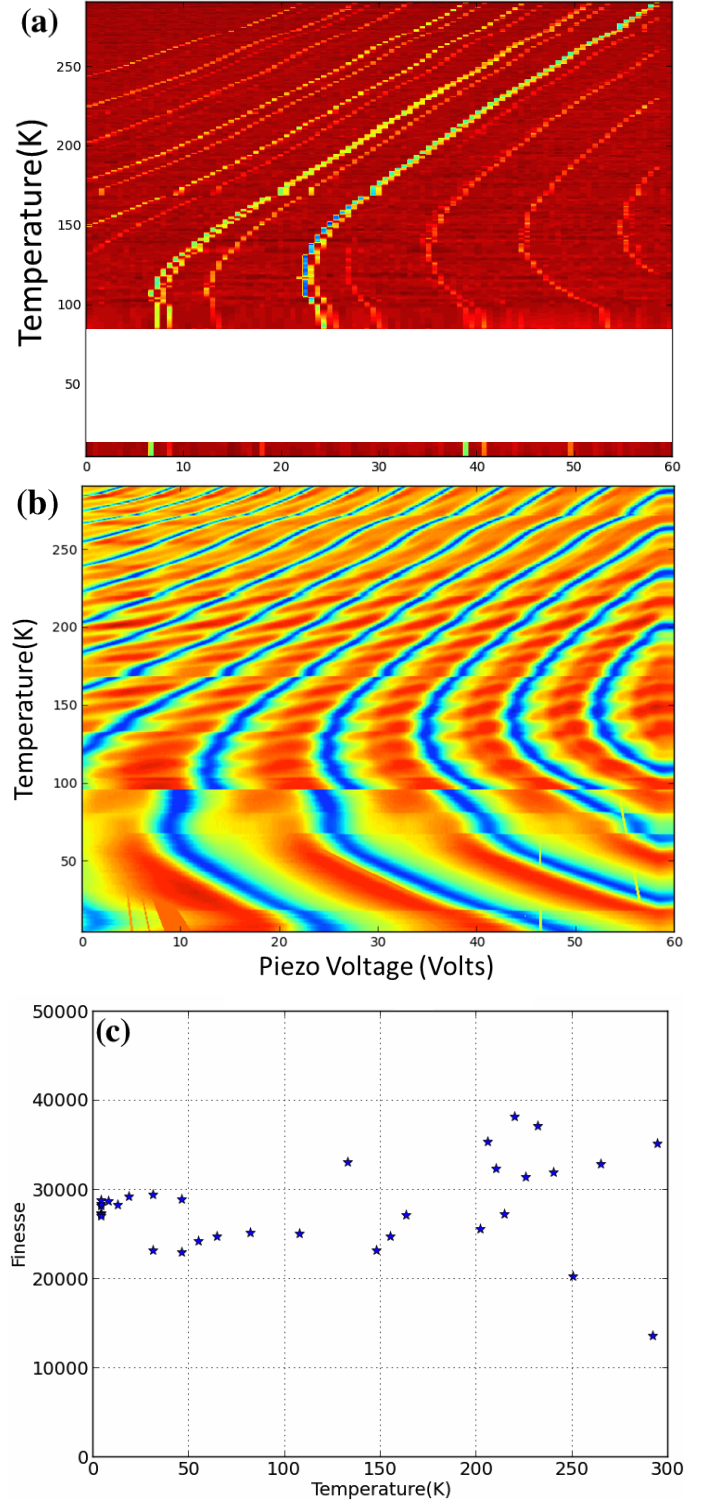 (a)
Temperature(K)
250
200
150
100
50
0 10 20 30 40 50 60
(b)
Temperature(K)
250
200
150
100
50
0 10 20 30 40 50 60
Piezo Voltage (Volts)
(c)
Finesse
50000
40000
30000
20000
10000
0
0 50 100 150 200 250 300
Temperature(K)